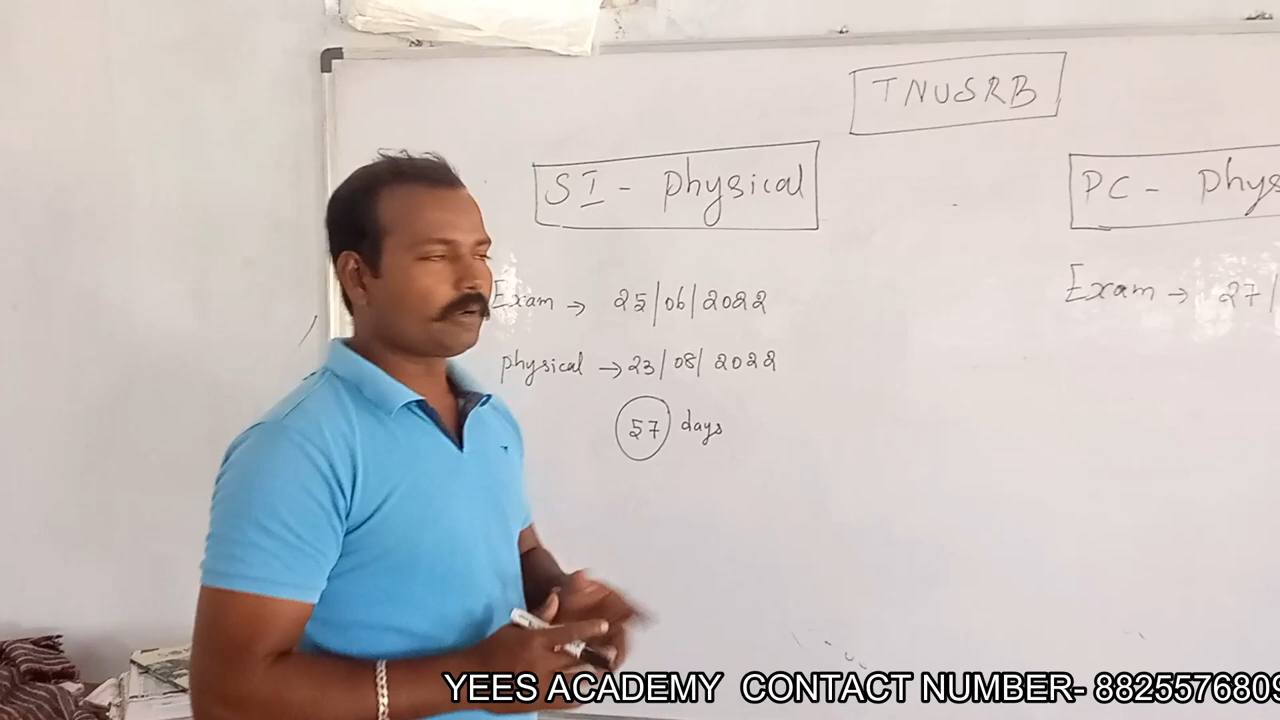 TNUSRB
SI - Physical
Exam → 25/06/2022
physical → 23/08/2022
57 days
PC - Phys
Exam → 27/
YEES ACADEMY CONTACT NUMBER- 8825576809